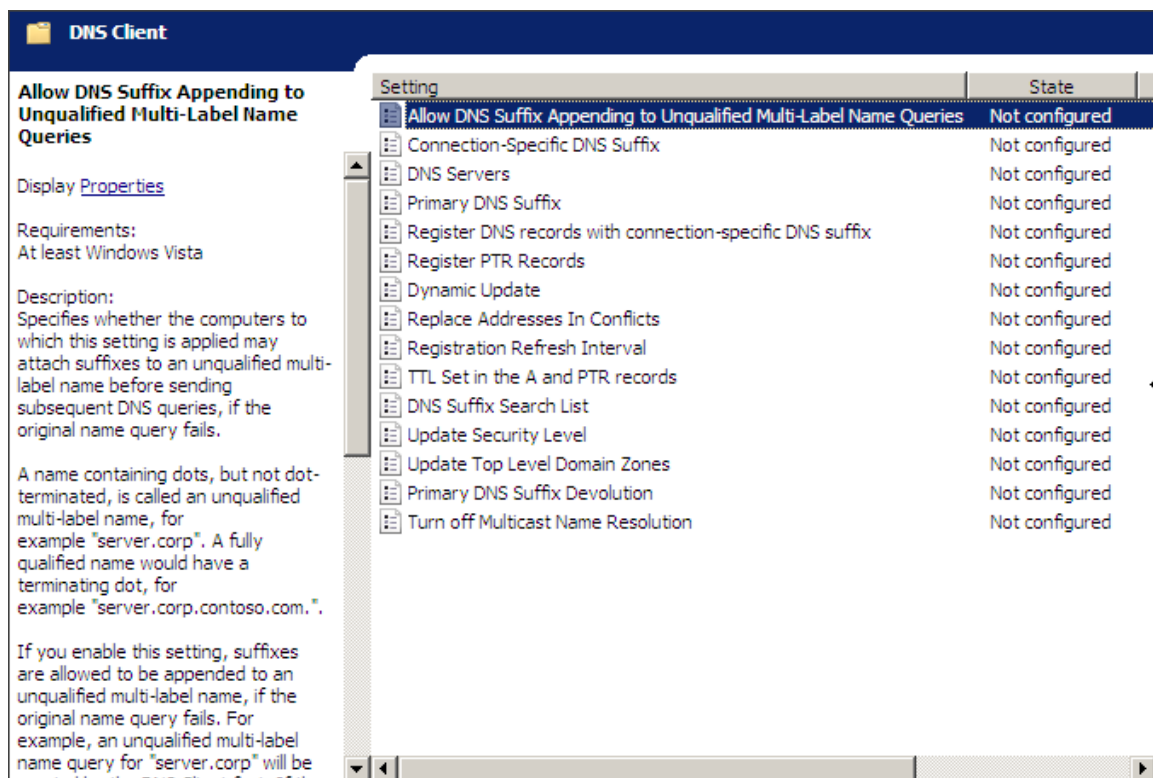 DNS Client
Allow DNS Suffix Appending to
Unqualified Multi-Label Name
Queries
Display Properties
Requirements:
At least Windows Vista
Description:
Specifies whether the computers to
which this setting is applied may
attach suffixes to an unqualified multi-
label name before sending
subsequent DNS queries, if the
original name query fails.
A name containing dots, but not dot-
terminated, is called an unqualified
multi-label name, for
example "server.corp". A fully
qualified name would have a
terminating dot, for
example "server.corp.contoso.com.".
If you enable this setting, suffixes
are allowed to be appended to an
unqualified multi-label name, if the
original name query fails. For
example, an unqualified multi-label
name query for "server.corp" will be
Setting State
Allow DNS Suffix Appending to Unqualified Multi-Label Name Queries Not configured
Connection-Specific DNS Suffix Not configured
DNS Servers Not configured
Primary DNS Suffix Not configured
Register DNS records with connection-specific DNS suffix Not configured
Register PTR Records Not configured
Dynamic Update Not configured
Replace Addresses In Conflicts Not configured
Registration Refresh Interval Not configured
TTL Set in the A and PTR records Not configured
DNS Suffix Search List Not configured
Update Security Level Not configured
Update Top Level Domain Zones Not configured
Primary DNS Suffix Devolution Not configured
Turn off Multicast Name Resolution Not configured